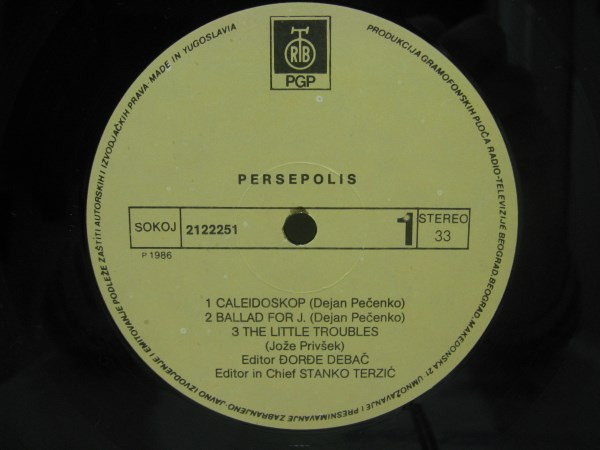 RTB
PGP
PRODUKCIJA GRAMOFONSKIH PLOČA RADIO-TELEVIZIJE BEOGRAD, BEOGRAD, MAKEDONSKA 21 UMNOŽAVANJE I PRESNIMAVANJE ZABRANJENO-JAVNO IZVODJENJE I EMITOVANJE PODLEŽE ZAŠTITI AUTORSKIH I IZVODJAČKIH PRAVA MADE IN YUGOSLAVIA
PERSEPOLIS
SOKOJ 2122251 1 STEREO
33
P 1986
1 CALEIDOSKOP (Dejan Pečenko)
2 BALLAD FOR J. (Dejan Pečenko)
3 THE LITTLE TROUBLES
(Jože Privšek)
Editor ĐORĐE DEBAČ
Editor in Chief STANKO TERZIĆ